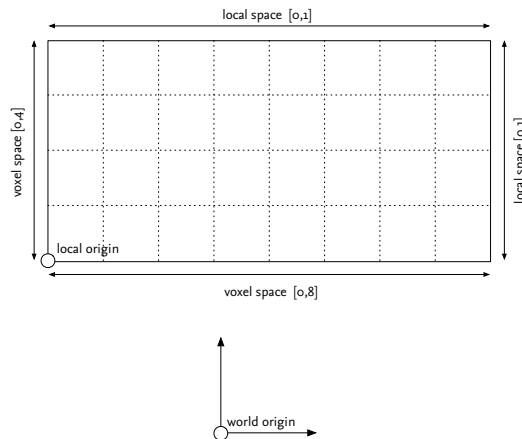 local space [0,1]
voxel space [0,4]
local space [0,1]
local origin
voxel space [0,8]
world origin